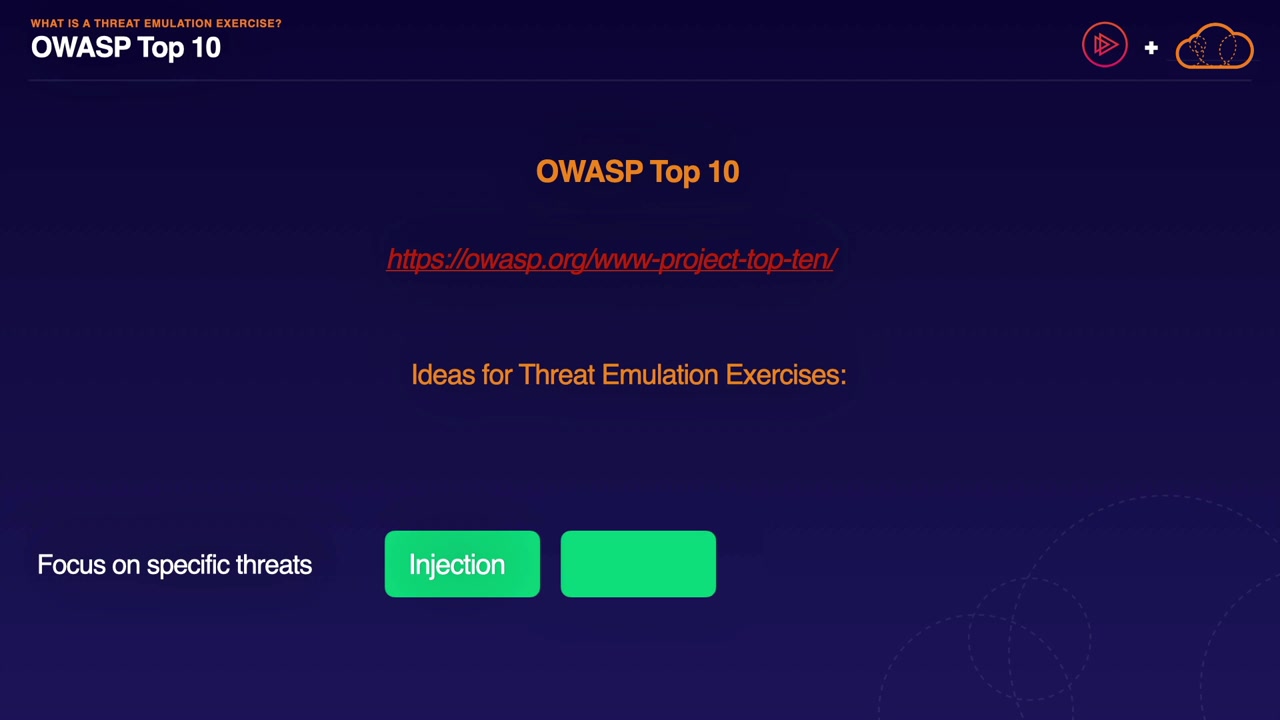 WHAT IS A THREAT EMULATION EXERCISE?
OWASP Top 10
OWASP Top 10
https://owasp.org/www-project-top-ten/
Ideas for Threat Emulation Exercises:
Focus on specific threats Injection